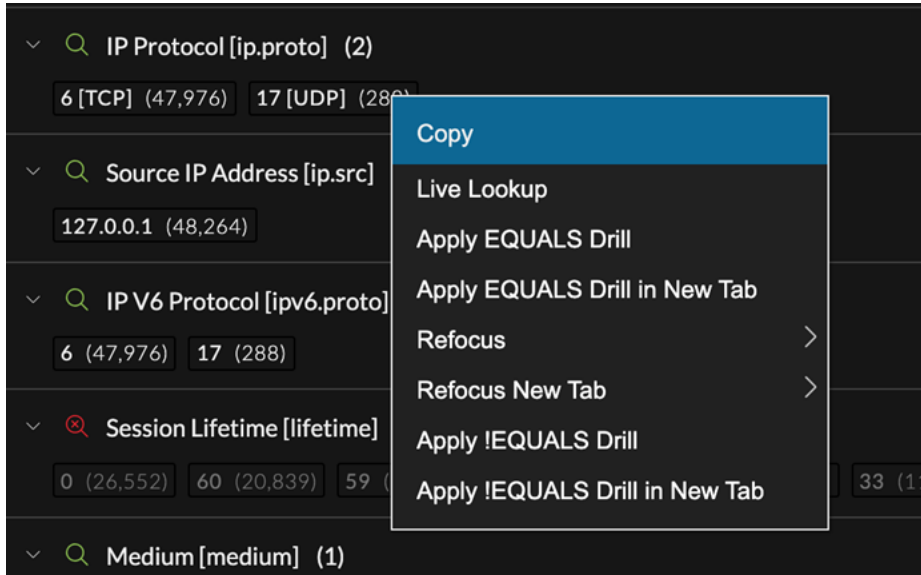 IP Protocol [ip.proto] (2)
6 [TCP] (47,976) 17 [UDP]
Copy
Live Lookup
Apply EQUALS Drill
Apply EQUALS Drill in New Tab
Refocus
Refocus New Tab
Apply !EQUALS Drill
Apply !EQUALS Drill in New Tab
Source IP Address [ip.src]
127.0.0.1 (48,264)
IP V6 Protocol [ipv6.proto]
6 (47,976) 17 (288)
Session Lifetime [lifetime]
0 (26,552) 60 (20,839) 59 33
Medium [medium] (1)